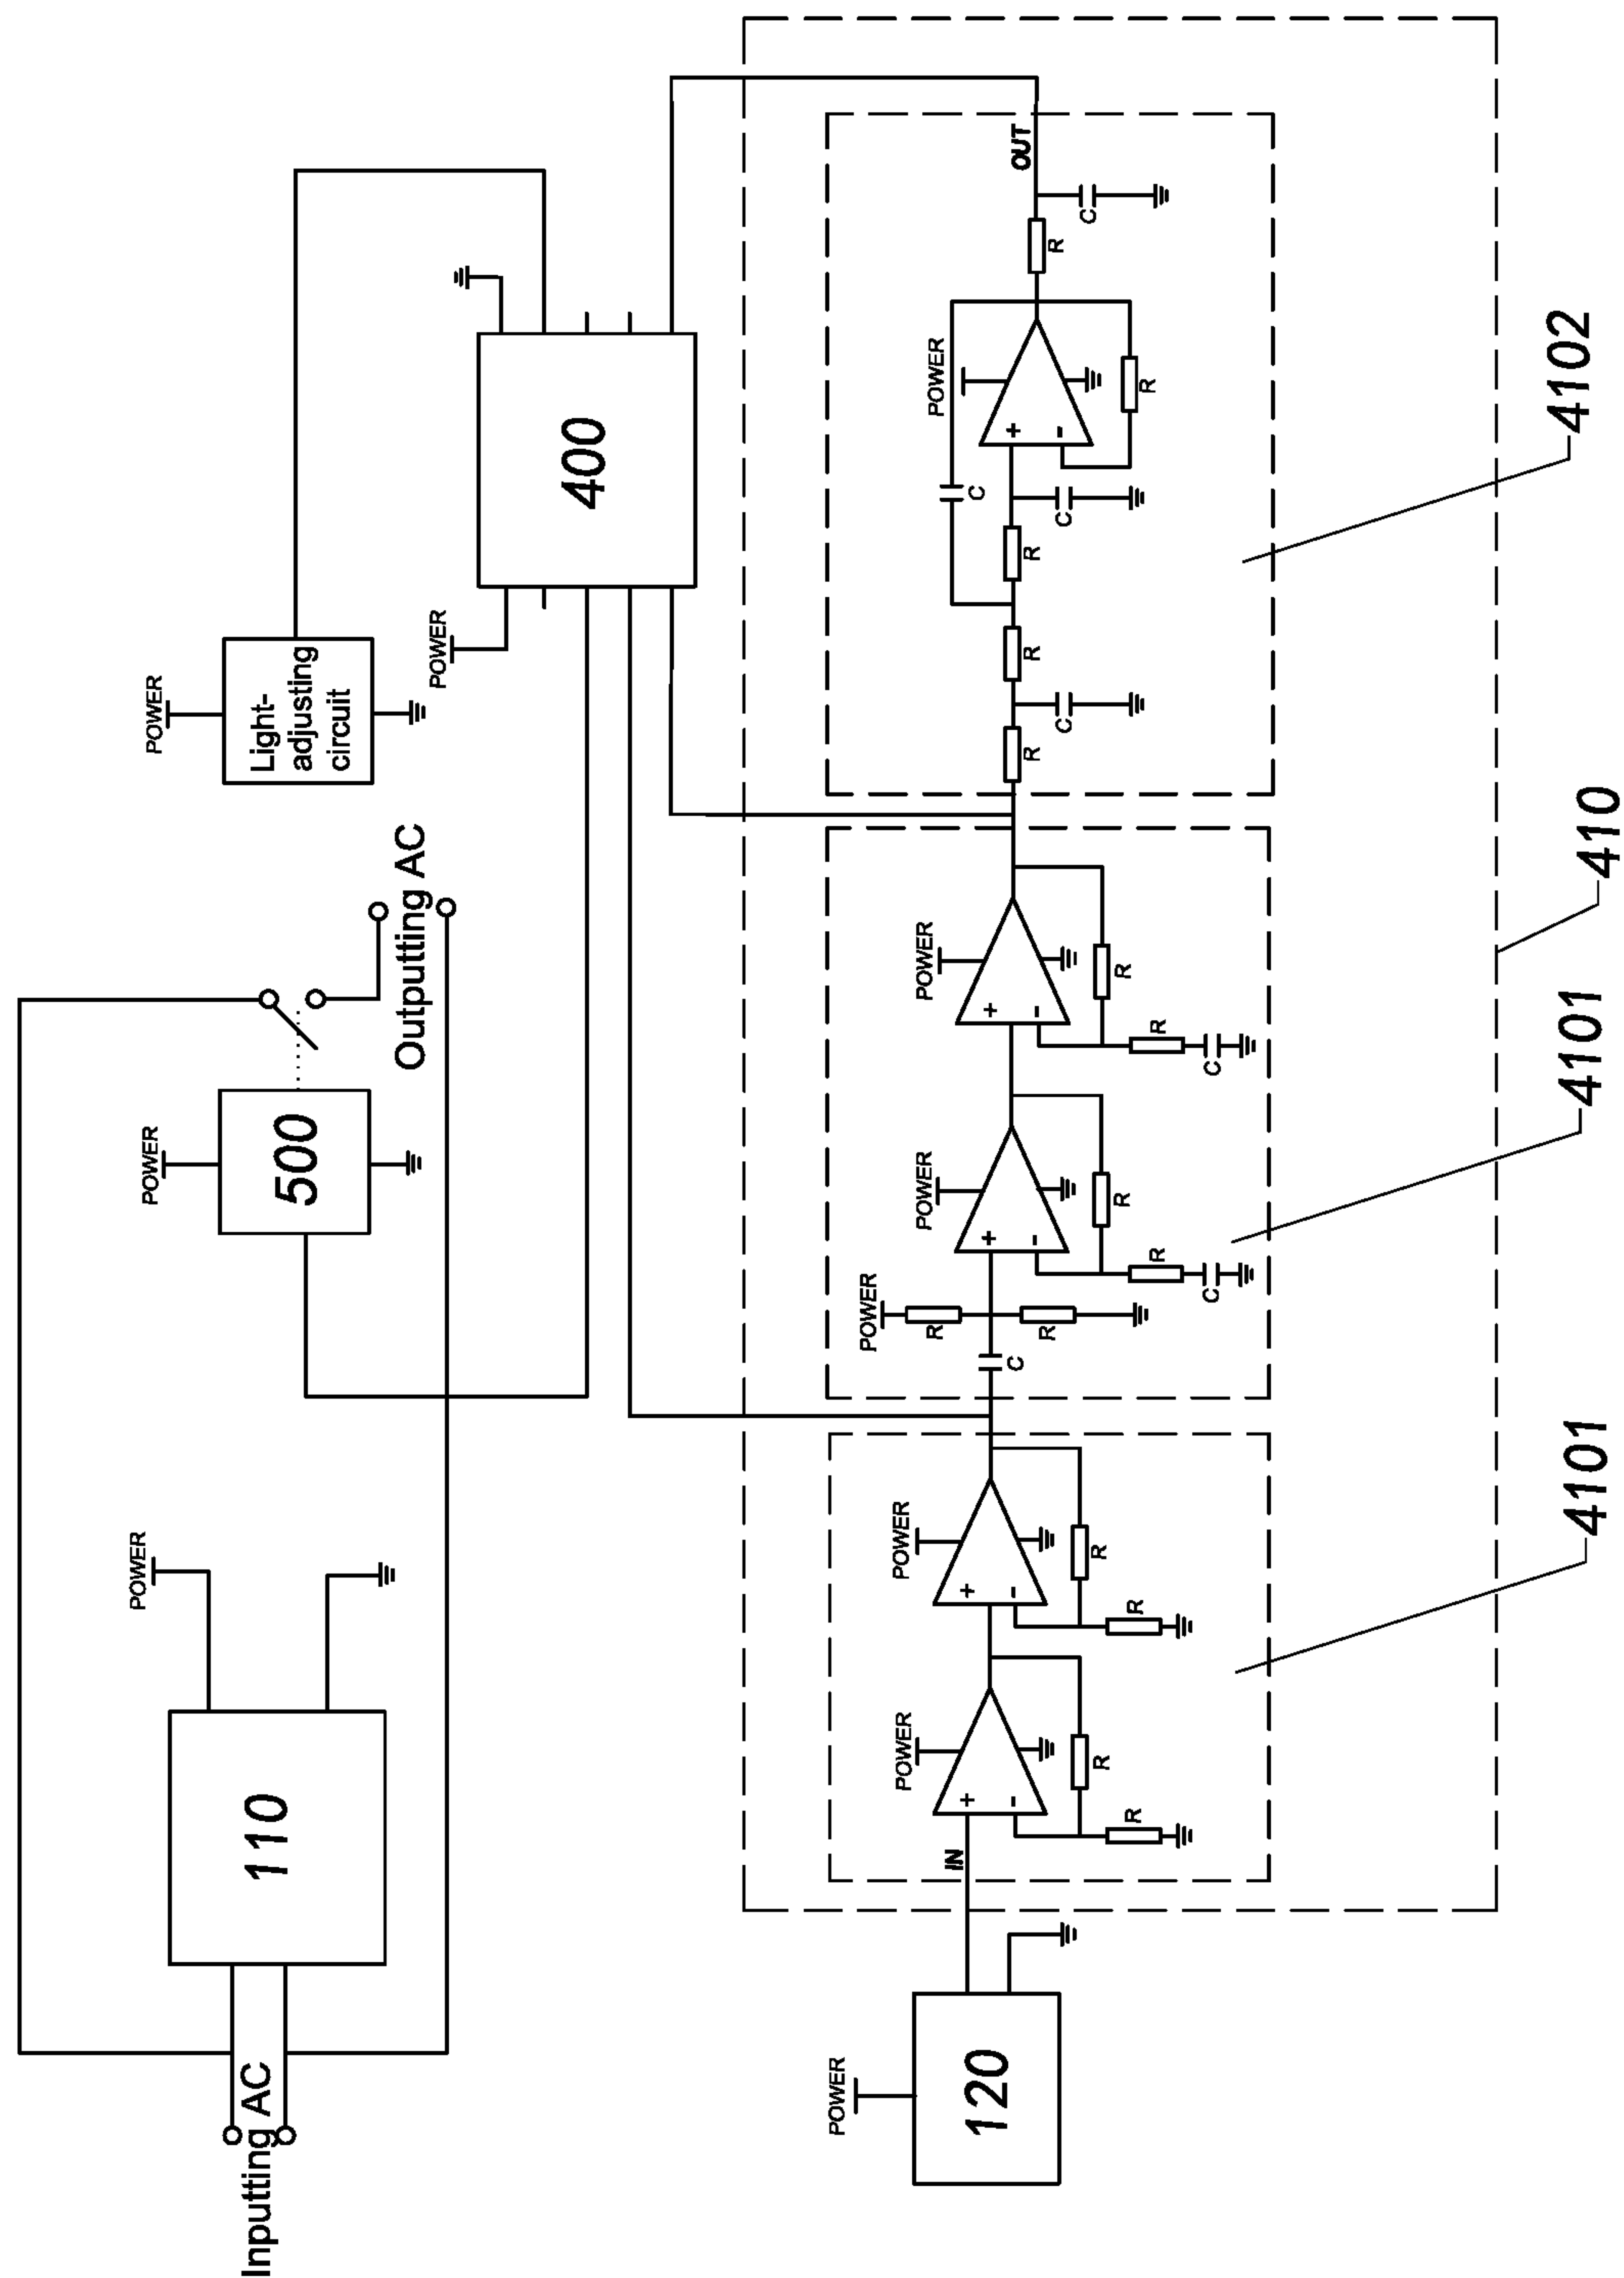 Inputting AC
110
POWER
POWER
500
Outputting AC
POWER
Light-
adjusting
circuit
POWER
400
POWER
120
IN
POWER
R
R
POWER
R
R
C
POWER
R
R
POWER
R
R
C
POWER
R
R
C
R
C
R
R
C
C
POWER
R
R
C
OUT
4101
4101
410
4102